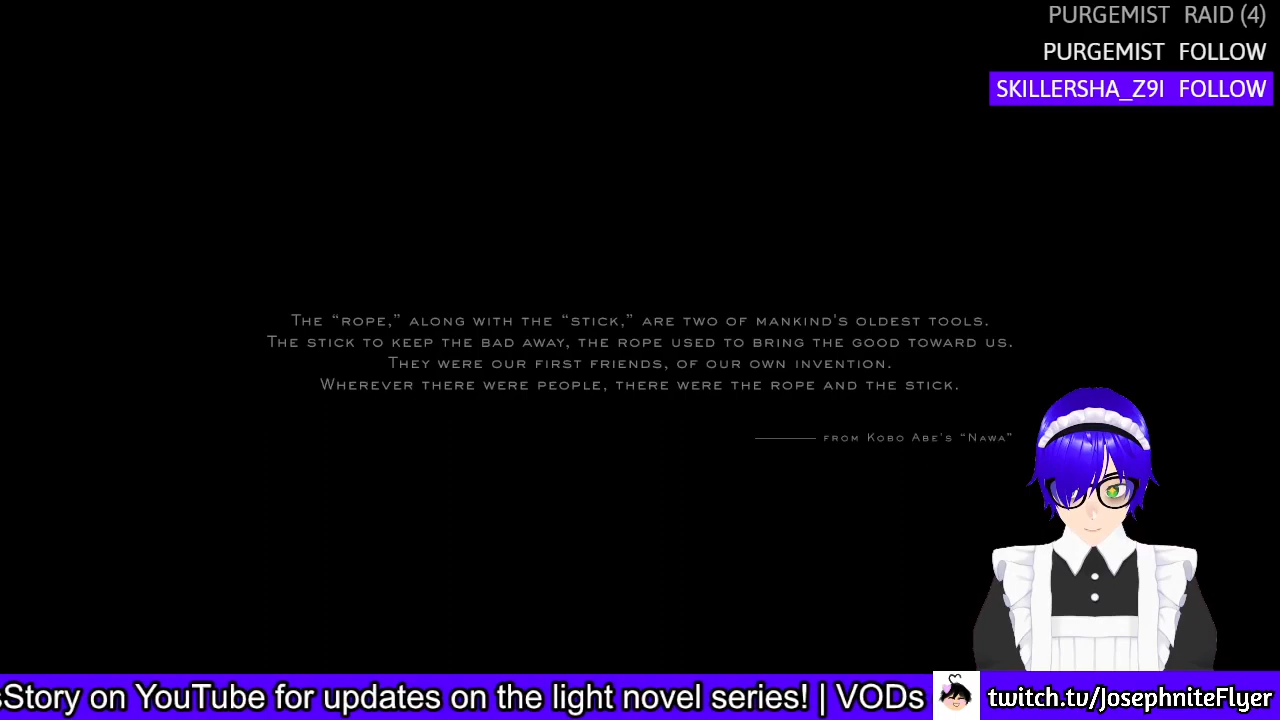 PURGEMIST RAID (4)
PURGEMIST FOLLOW
SKILLERSHA_Z9I FOLLOW
The “rope,” along with the “stick,” are two of mankind's oldest tools.
The stick to keep the bad away, the rope used to bring the good toward us.
They were our first friends, of our own invention.
Wherever there were people, there were the rope and the stick.
from Kobo Abe's “Nawa”
sStory on YouTube for updates on the light novel series! | VODs
twitch.tv/JosephniteFlyer